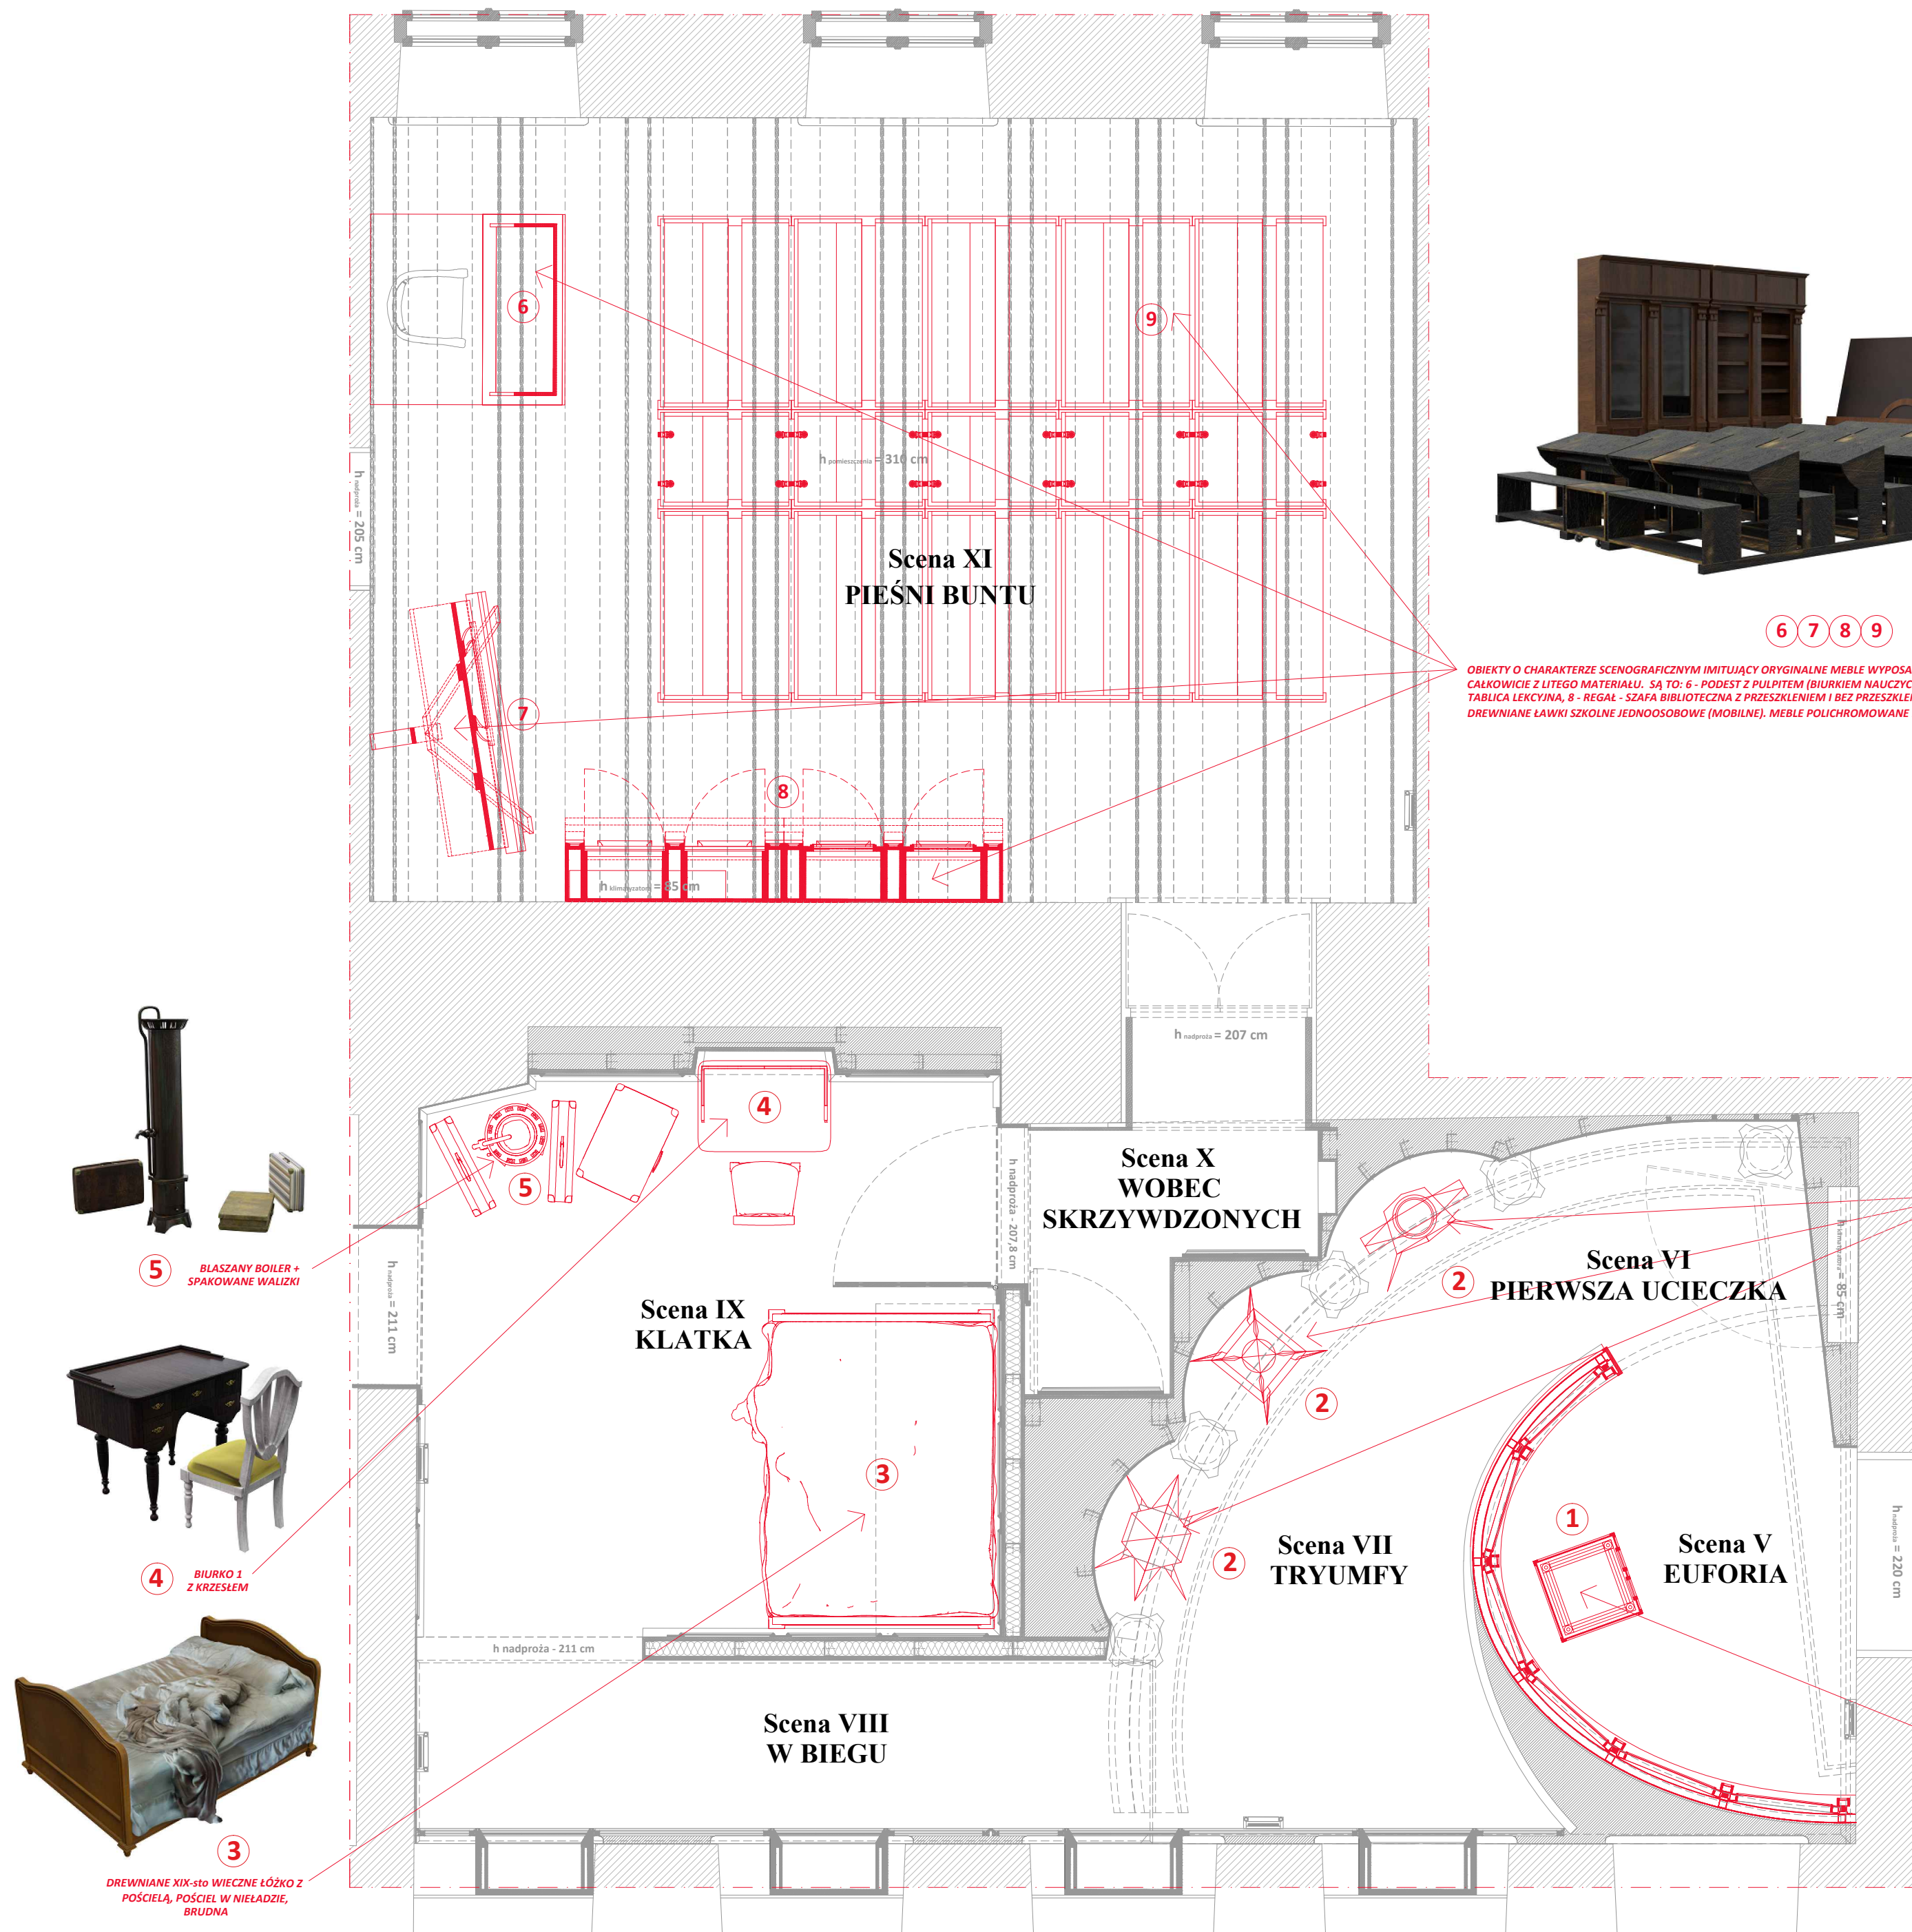 6
9
h pomieszczenia = 310 cm
h nadproża = 205 cm
Scena XI
PIEŚNI BUNTU
7
8
h klimatyzatora = 85 cm
6 7 8 9
OBIEKTY O CHARAKTERZE SCENOGRAFICZNYM IMITUJĄCY ORYGINALNE MEBLE WYPOSA
CAŁKOWICIE Z LITEGO MATERIAŁU. SĄ TO: 6 - PODEST Z PULPITEM (BIURKIEM NAUCZYC
TABLICA LEKCYJNA, 8 - REGAŁ - SZAFA BIBLIOTECZNA Z PRZESZKLENIEM I BEZ PRZESZKLE
DREWNIANE ŁAWKI SZKOLNE JEDNOOSOBOWE (MOBILNE). MEBLE POLICHROMOWANE
h nadproża = 207 cm
4
5
h nadproża - 207,8 cm
Scena X
WOBEC
SKRZYWDZONYCH
5
BLASZANY BOILER +
SPAKOWANE WALIZKI
h nadproża = 211 cm
Scena IX
KLATKA
2
Scena VI
PIERWSZA UCIECZKA
h klimatyzatora = 85 cm
2
3
4
BIURKO 1
Z KRZESŁEM
2
Scena VII
TRYUMFY
1
Scena V
EUFORIA
h nadproża = 220 cm
h nadproża - 211 cm
Scena VIII
W BIEGU
3
DREWNIANE XIX-sto WIECZNE ŁÓŻKO Z
POŚCIELĄ, POŚCIEL W NIEŁADZIE,
BRUDNA